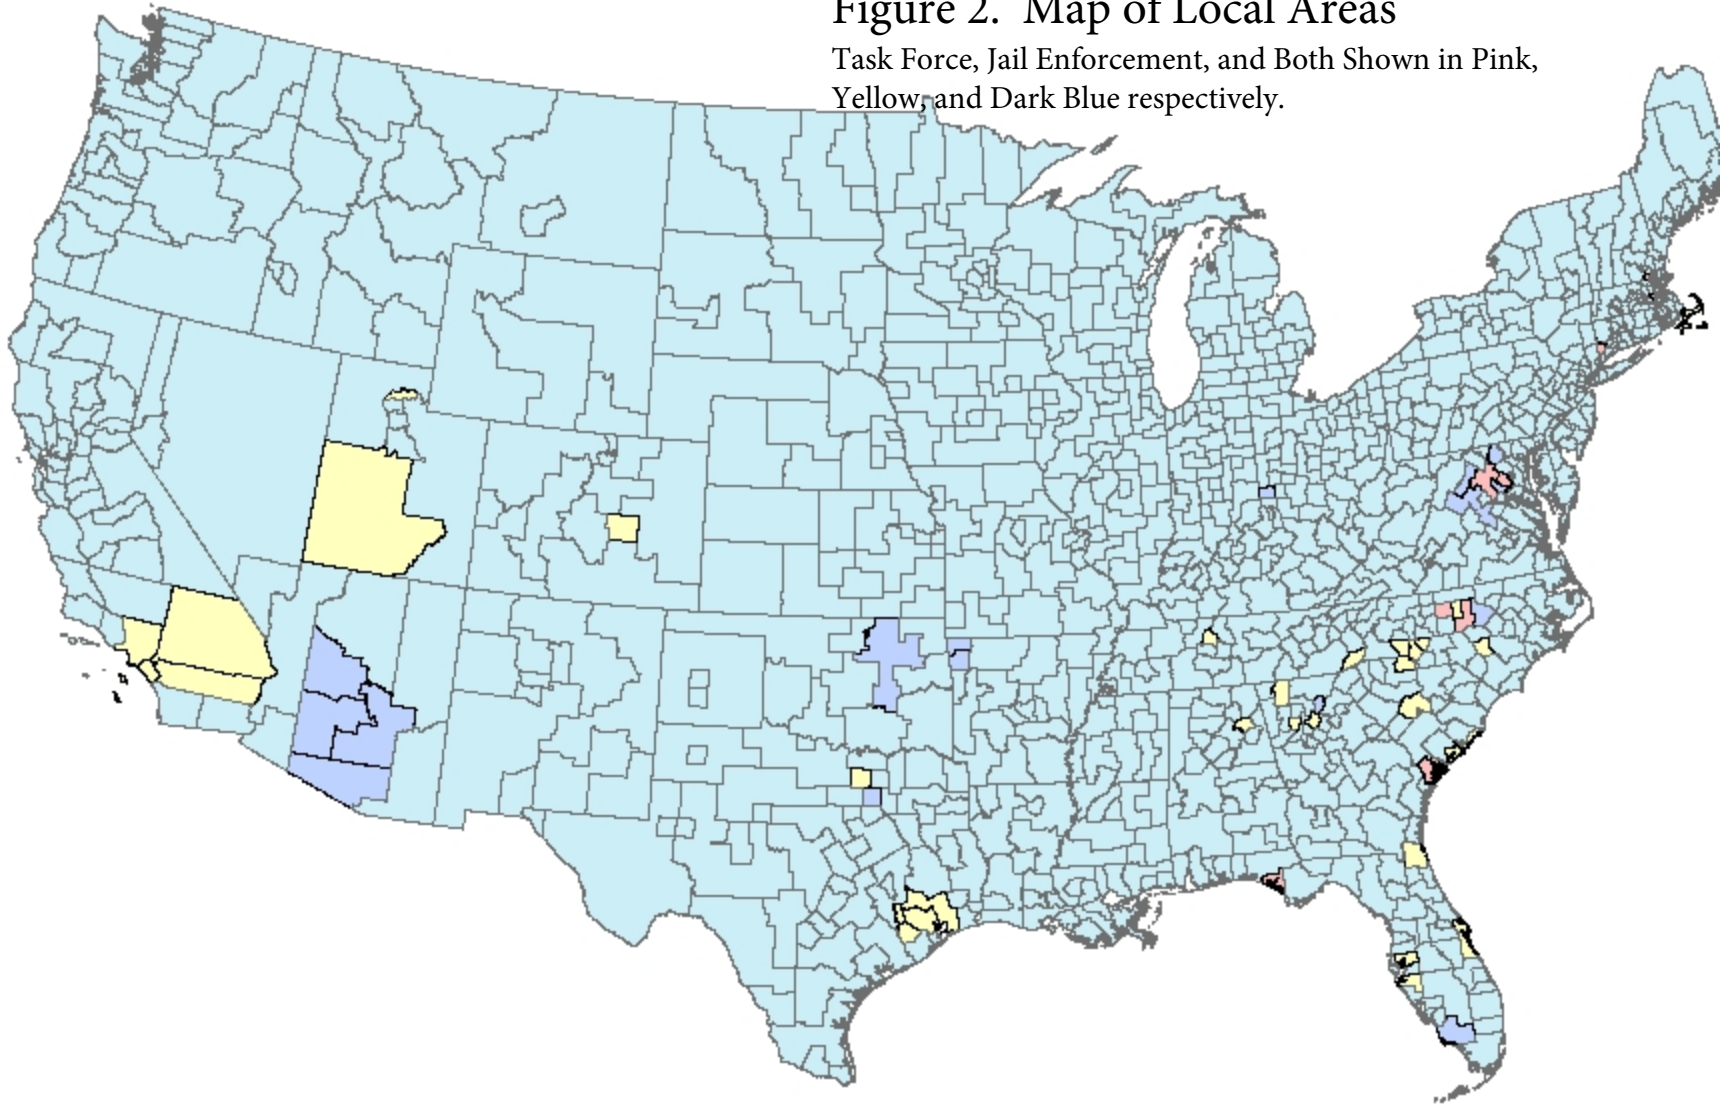 Figure 2. Map of Local Areas
Task Force, Jail Enforcement, and Both Shown in Pink,
Yellow, and Dark Blue respectively.